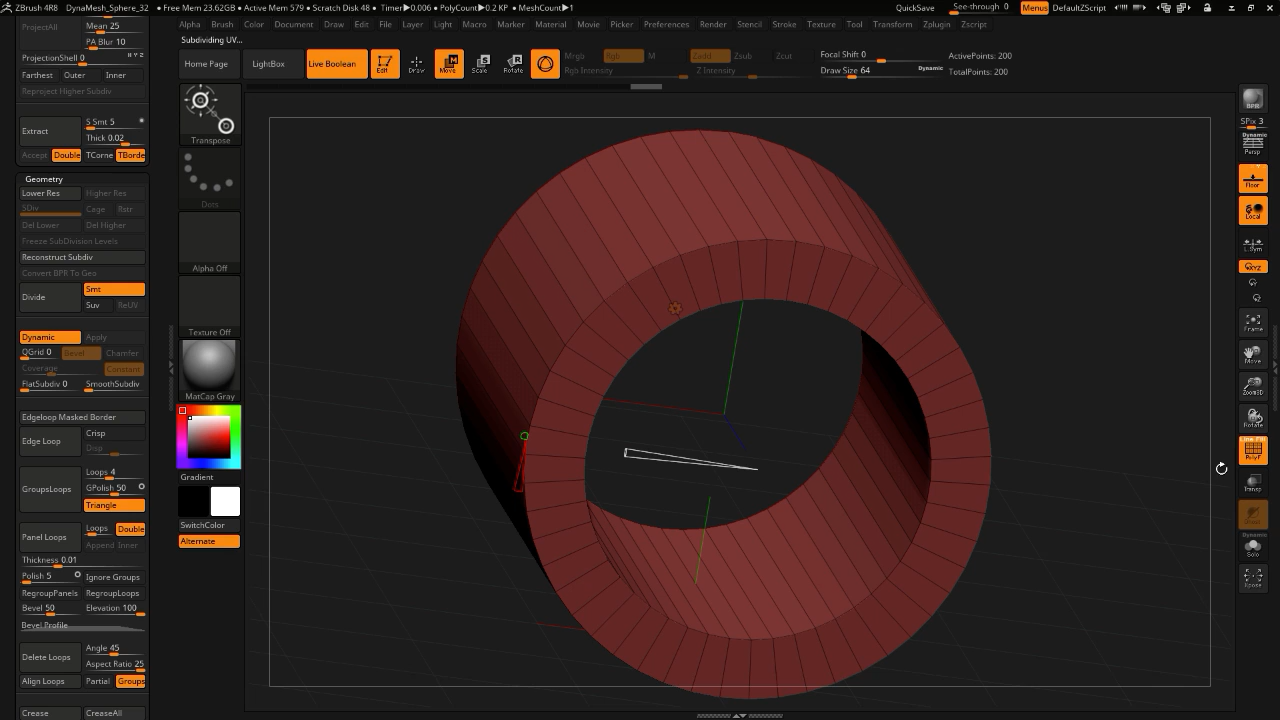 ZBrush 4R8 DynaMesh_Sphere_32 • Free Mem 23.62GB • Active Mem 579 • Scratch Disk 48 • Timer▶0.006 • PolyCount▶0.2 KP • MeshCount▶1 QuickSave See-through 0 Menus DefaultZScript
Alpha Brush Color Document Draw Edit File Layer Light Macro Marker Material Movie Picker Preferences Render Stencil Stroke Texture Tool Transform Zplugin Zscript
Subdividing UV...
Home Page LightBox Live Boolean Edit Draw Move Scale Rotate
Mrgb Rgb M Zadd Zsub Zcut
Rgb Intensity Z Intensity
Focal Shift 0
Draw Size 64 Dynamic
ActivePoints: 200
TotalPoints: 200
ProjectAll Mean 25
PA Blur 10
ProjectionShell 0
Farthest Outer Inner
Reproject Higher Subdiv
Extract S Smt 5
Thick 0.02
Accept Double TCorne TBorde
Geometry
Lower Res Higher Res
SDiv Cage Rstr
Del Lower Del Higher
Freeze SubDivision Levels
Reconstruct Subdiv
Convert BPR To Geo
Divide Smt
Suv ReUV
Dynamic Apply
QGrid 0 Bevel Chamfer
Coverage Constant
FlatSubdiv 0 SmoothSubdiv
Edgeloop Masked Border
Edge Loop Crisp
Disp
GroupsLoops Loops 4
GPolish 50
Triangle
Panel Loops Loops Double
Append Inner
Thickness 0.01
Polish 5 Ignore Groups
RegroupPanels RegroupLoops
Bevel 50 Elevation 100
Bevel Profile
Delete Loops Angle 45
Aspect Ratio 25
Align Loops Partial Groups
Crease CreaseAll
Transpose
Dots
Alpha Off
Texture Off
MatCap Gray
Gradient
SwitchColor
Alternate
BPR
SPix 3
Dynamic
Persp
Floor
Local
L.Sym
XYZ
Frame
Move
Zoom3D
Rotate
Line Fill
PolyF
Transp
Dynamic
Solo
Xpose